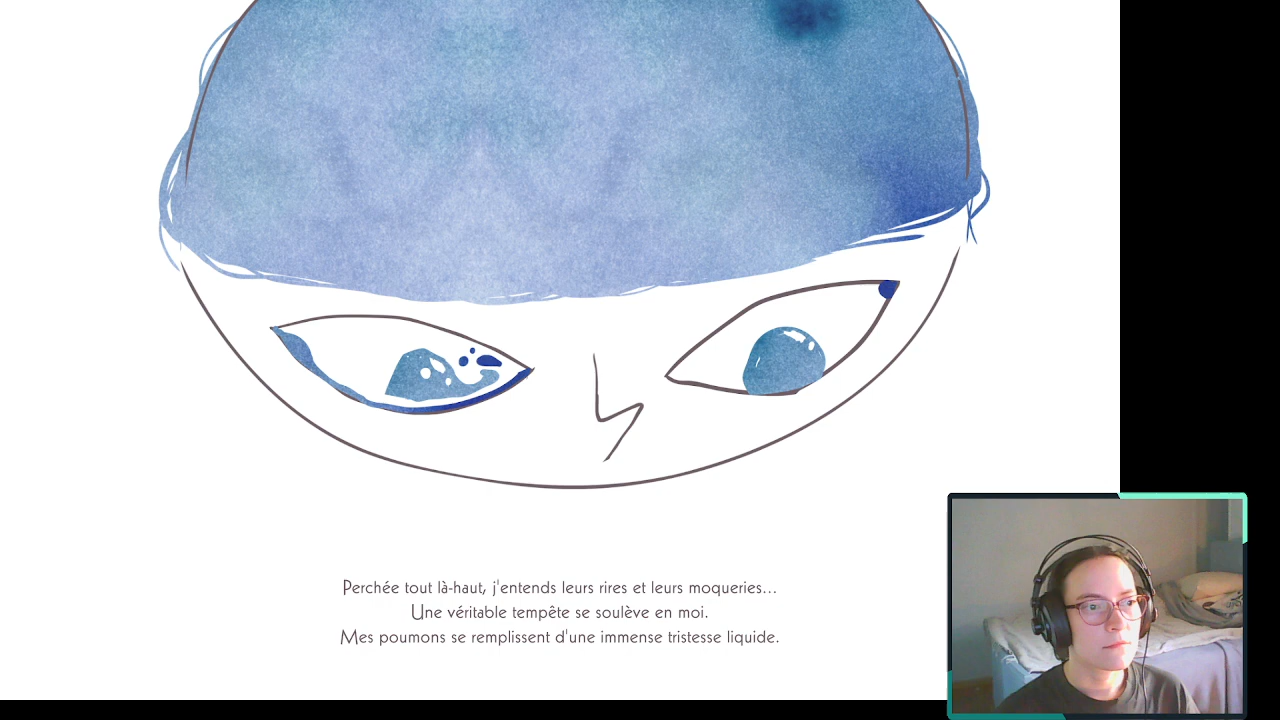 Perchée tout là-haut, j'entends leurs rires et leurs moqueries...
Une véritable tempête se soulève en moi.
Mes poumons se remplissent d'une immense tristesse liquide.